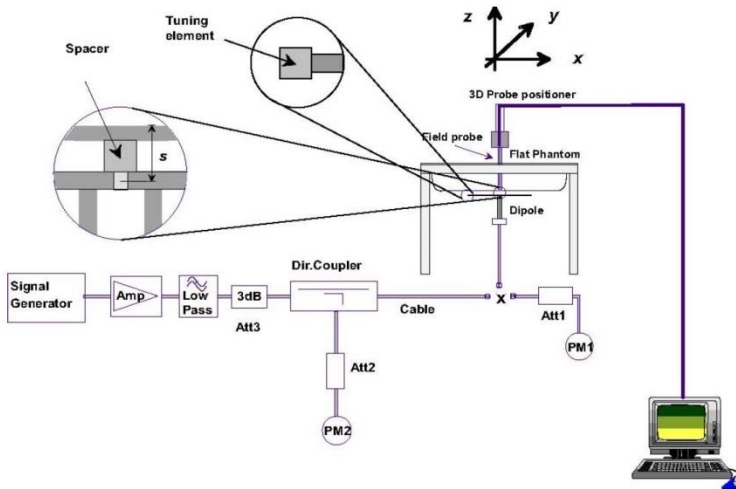 Tuning
element
Spacer
s
z
y
x
3D Probe positioner
Field probe
Flat Phantom
Dipole
Signal
Generator
Amp
Low
Pass
3dB
Att3
Dir.Coupler
Cable
x
Att1
PM1
Att2
PM2